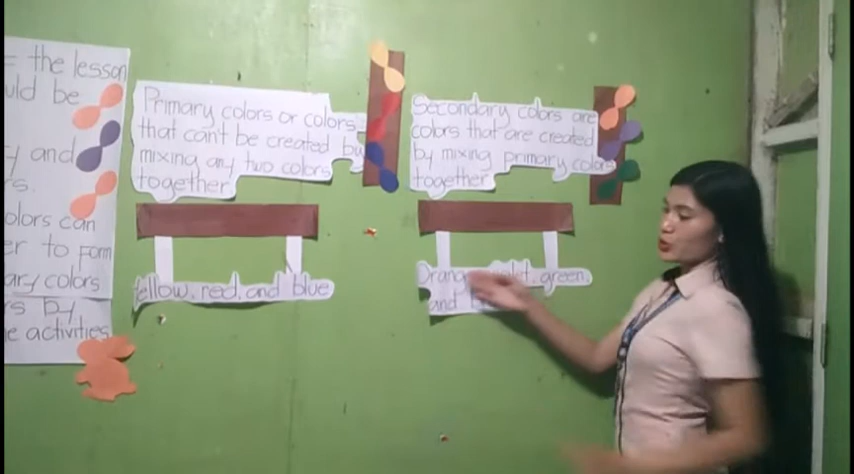 the lesson
uld be
y and
rs.
olors can
er to form
ary colors
rs by
e activities
Primary colors or colors
that can't be created by
mixing any two colors
together
Yellow, red, and blue
Secondary colors are
colors that are created
by mixing primary colors
together
green,
and